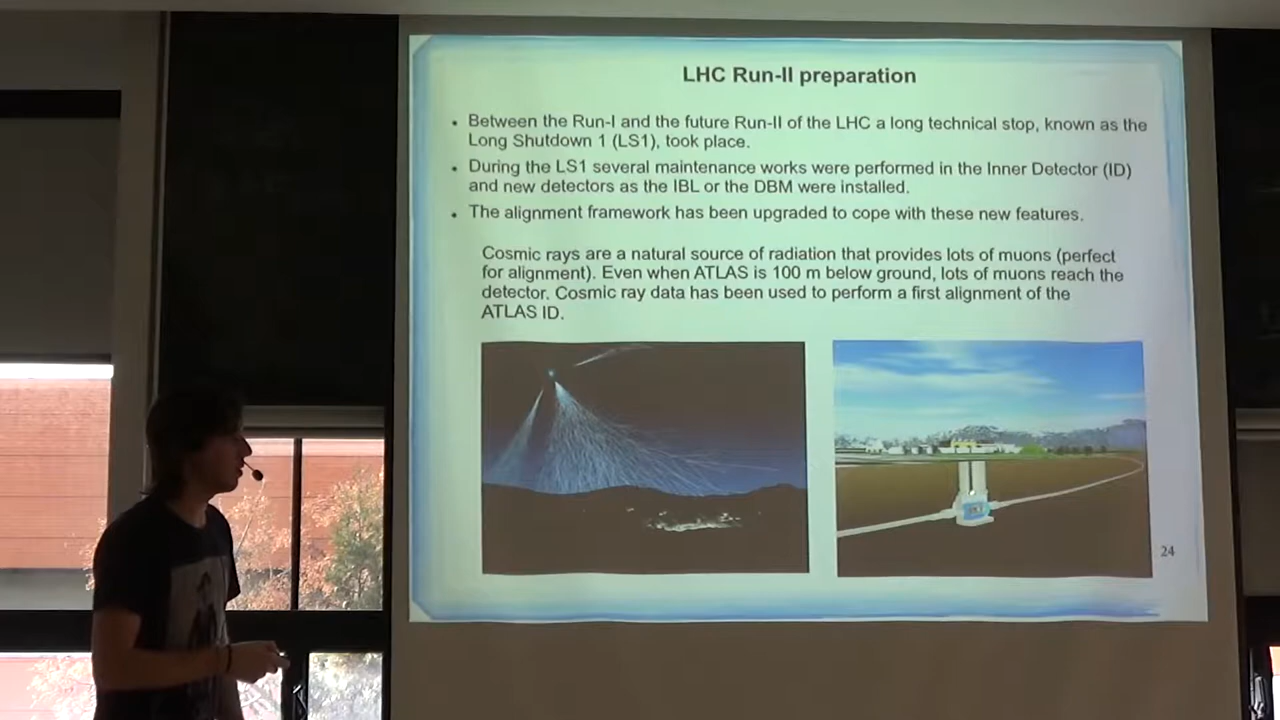 LHC Run-II preparation
• Between the Run-I and the future Run-II of the LHC a long technical stop, known as the
Long Shutdown 1 (LS1), took place.
• During the LS1 several maintenance works were performed in the Inner Detector (ID)
and new detectors as the IBL or the DBM were installed.
• The alignment framework has been upgraded to cope with these new features.
Cosmic rays are a natural source of radiation that provides lots of muons (perfect
for alignment). Even when ATLAS is 100 m below ground, lots of muons reach the
detector. Cosmic ray data has been used to perform a first alignment of the
ATLAS ID.
24